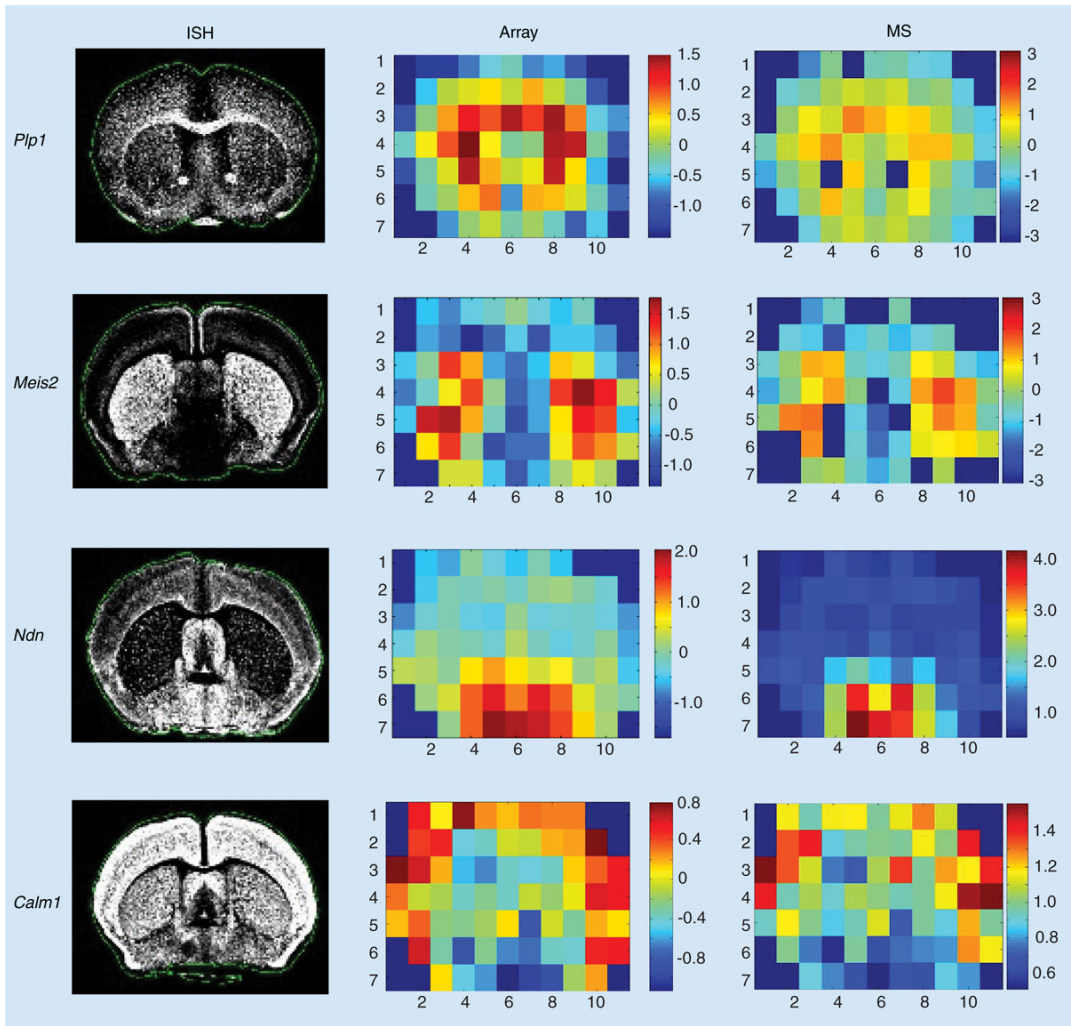 ISH Array MS
Plp1
1 2 3 4 5 6 7
2 4 6 8 10
1.5 1.0 0.5 0 -0.5 -1.0
1 2 3 4 5 6 7
2 4 6 8 10
3 2 1 0 -1 -2 -3
Meis2
1 2 3 4 5 6 7
2 4 6 8 10
1.5 1.0 0.5 0 -0.5 -1.0
1 2 3 4 5 6 7
2 4 6 8 10
3 2 1 0 -1 -2 -3
Ndn
1 2 3 4 5 6 7
2 4 6 8 10
2.0 1.0 0 -1.0
1 2 3 4 5 6 7
2 4 6 8 10
4.0 3.0 2.0 1.0
Calm1
1 2 3 4 5 6 7
2 4 6 8 10
0.8 0.4 0 -0.4 -0.8
1 2 3 4 5 6 7
2 4 6 8 10
1.4 1.2 1.0 0.8 0.6